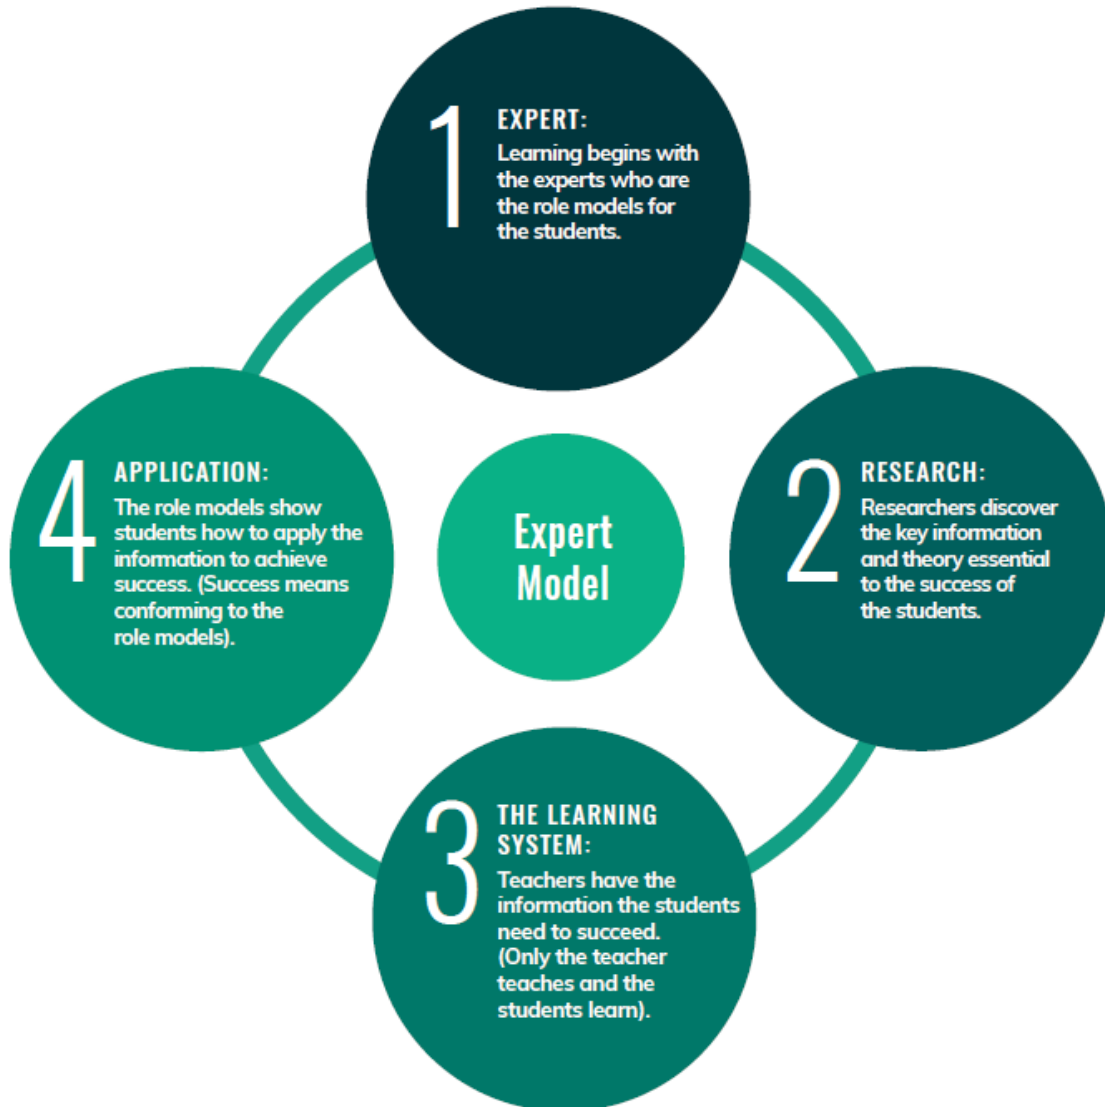 1
EXPERT:
Learning begins with
the experts who are
the role models for
the students.
2
RESEARCH:
Researchers discover
the key information
and theory essential
to the success of
the students.
3
THE LEARNING
SYSTEM:
Teachers have the
information the students
need to succeed.
(Only the teacher
teaches and the
students learn).
4
APPLICATION:
The role models show
students how to apply the
information to achieve
success. (Success means
conforming to the
role models).
Expert
Model